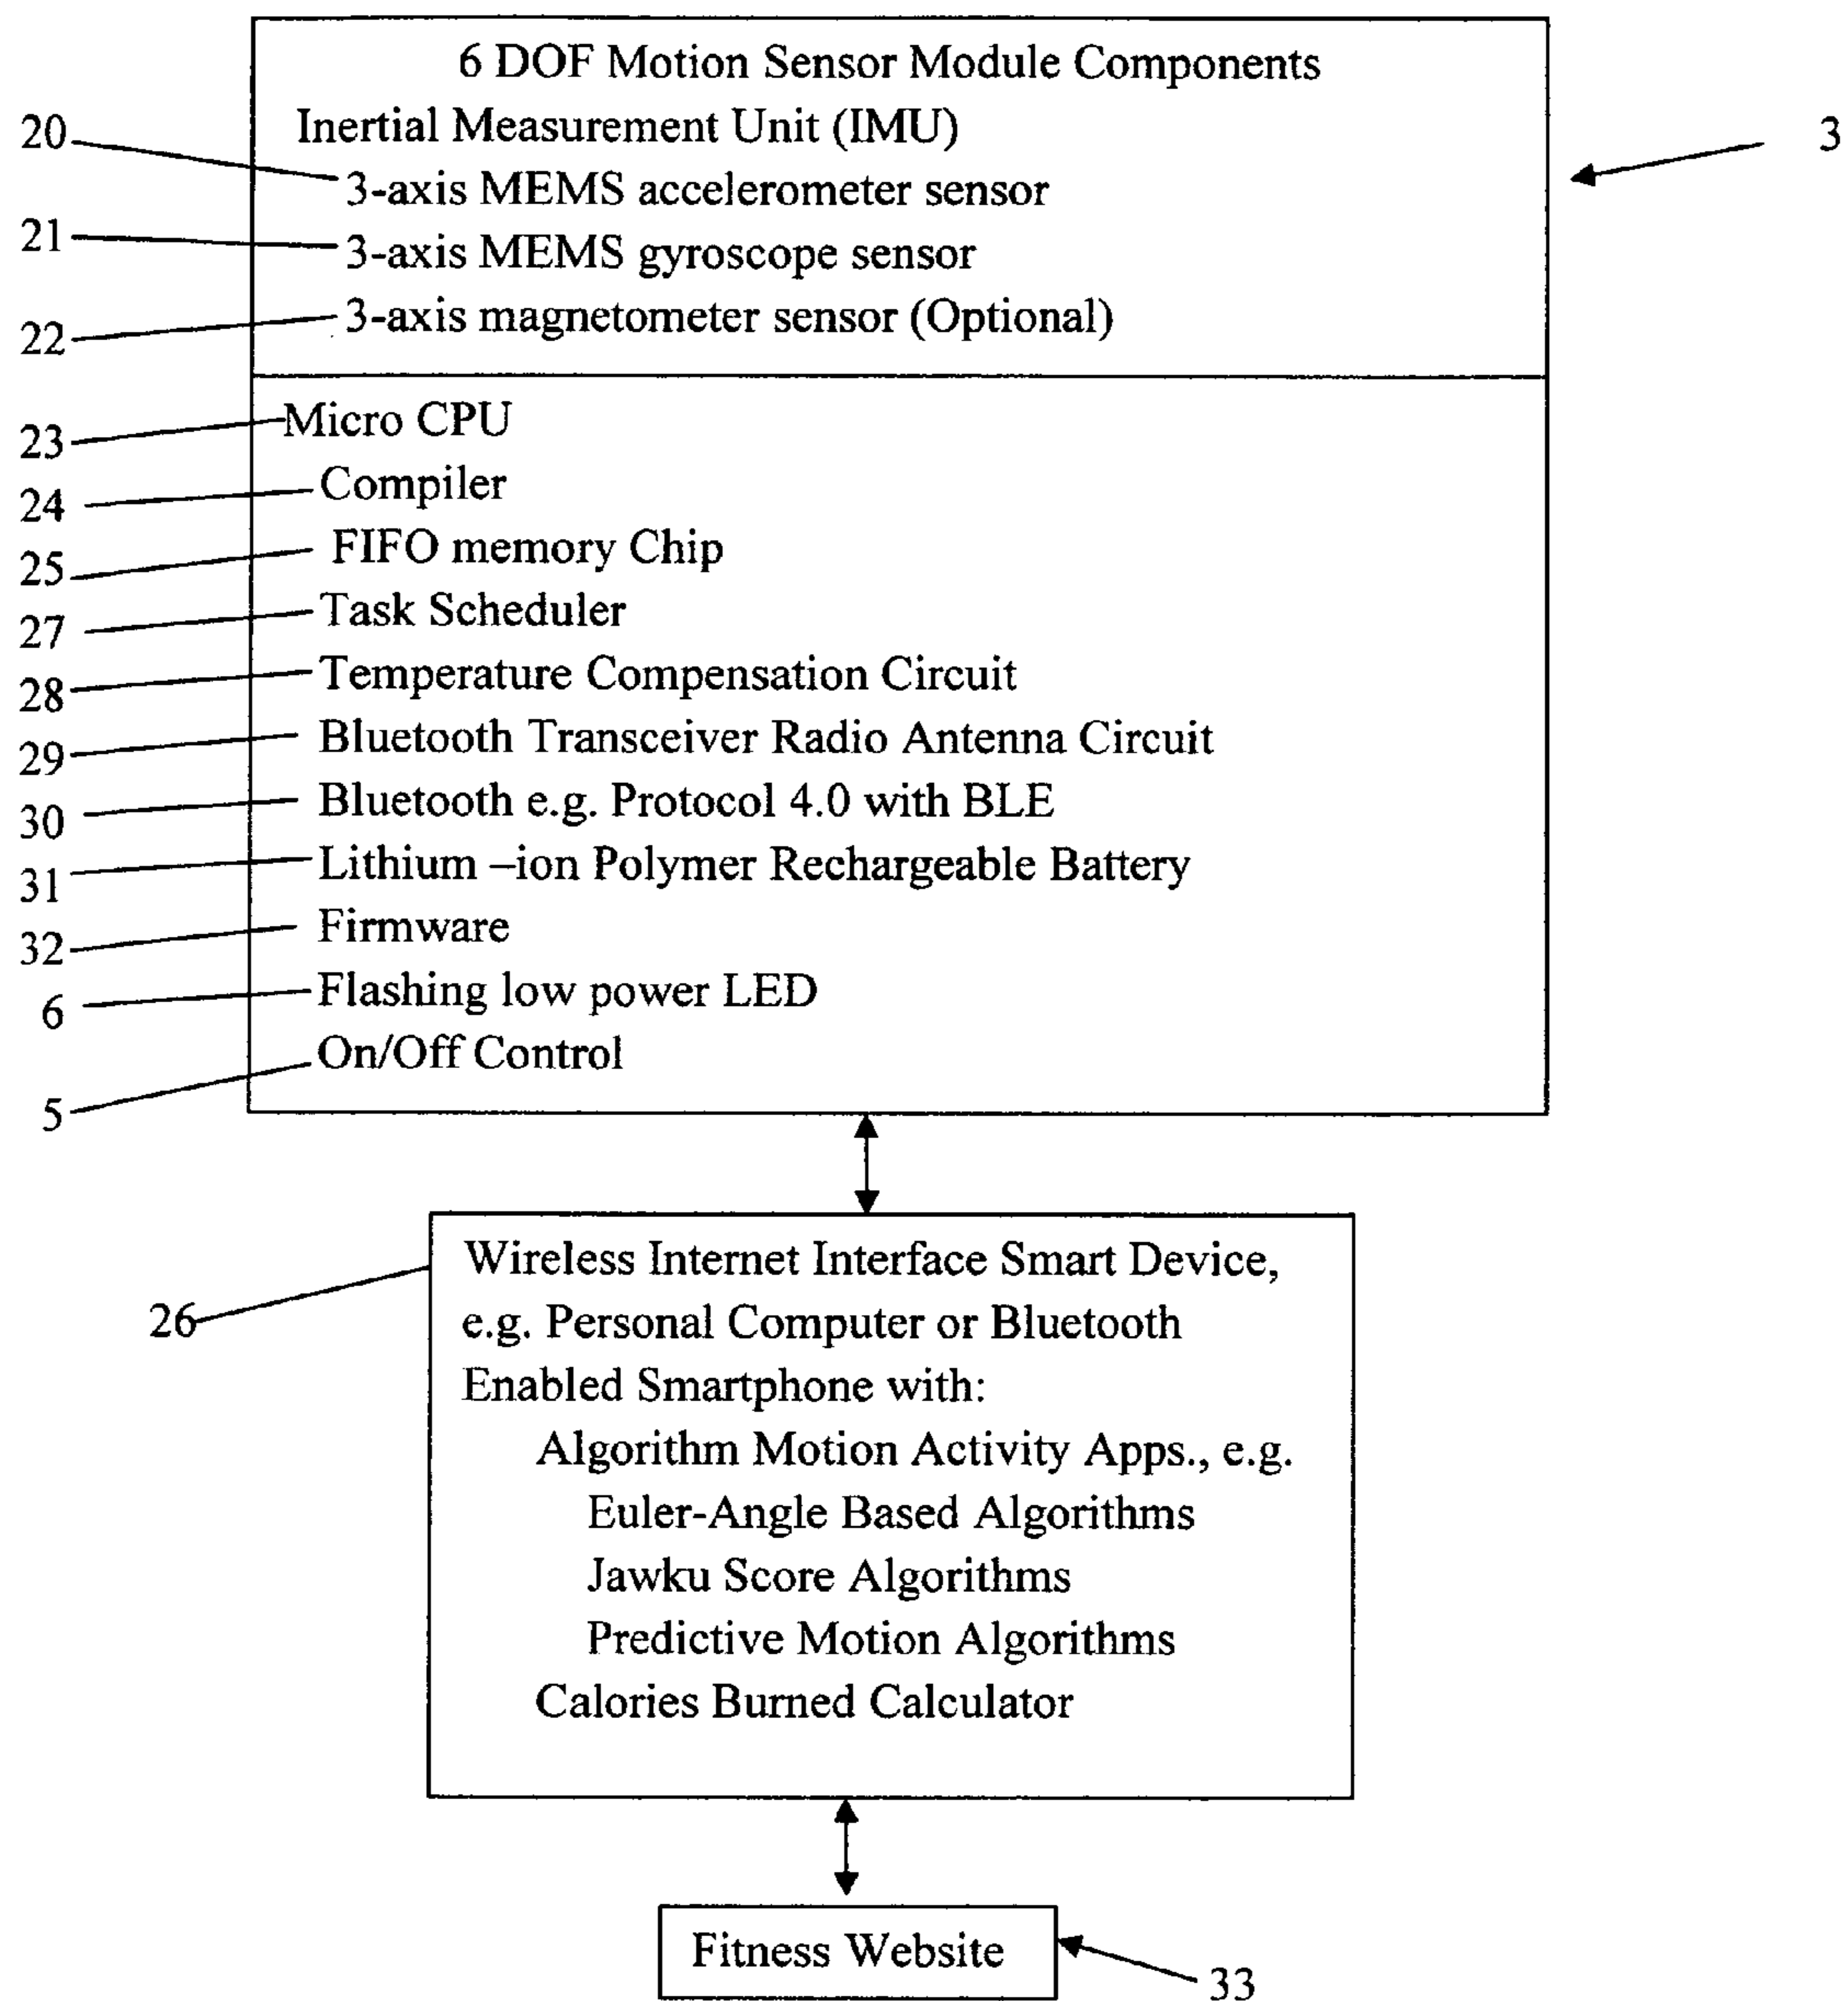 6 DOF Motion Sensor Module Components
Inertial Measurement Unit (IMU)
20 3-axis MEMS accelerometer sensor
3
21 3-axis MEMS gyroscope sensor
22 3-axis magnetometer sensor (Optional)
23 Micro CPU
24 Compiler
25 FIFO memory Chip
27 Task Scheduler
28 Temperature Compensation Circuit
29 Bluetooth Transceiver Radio Antenna Circuit
30 Bluetooth e.g. Protocol 4.0 with BLE
31 Lithium –ion Polymer Rechargeable Battery
32 Firmware
6 Flashing low power LED
5 On/Off Control
26 Wireless Internet Interface Smart Device,
e.g. Personal Computer or Bluetooth
Enabled Smartphone with:
Algorithm Motion Activity Apps., e.g.
Euler-Angle Based Algorithms
Jawku Score Algorithms
Predictive Motion Algorithms
Calories Burned Calculator
Fitness Website
33